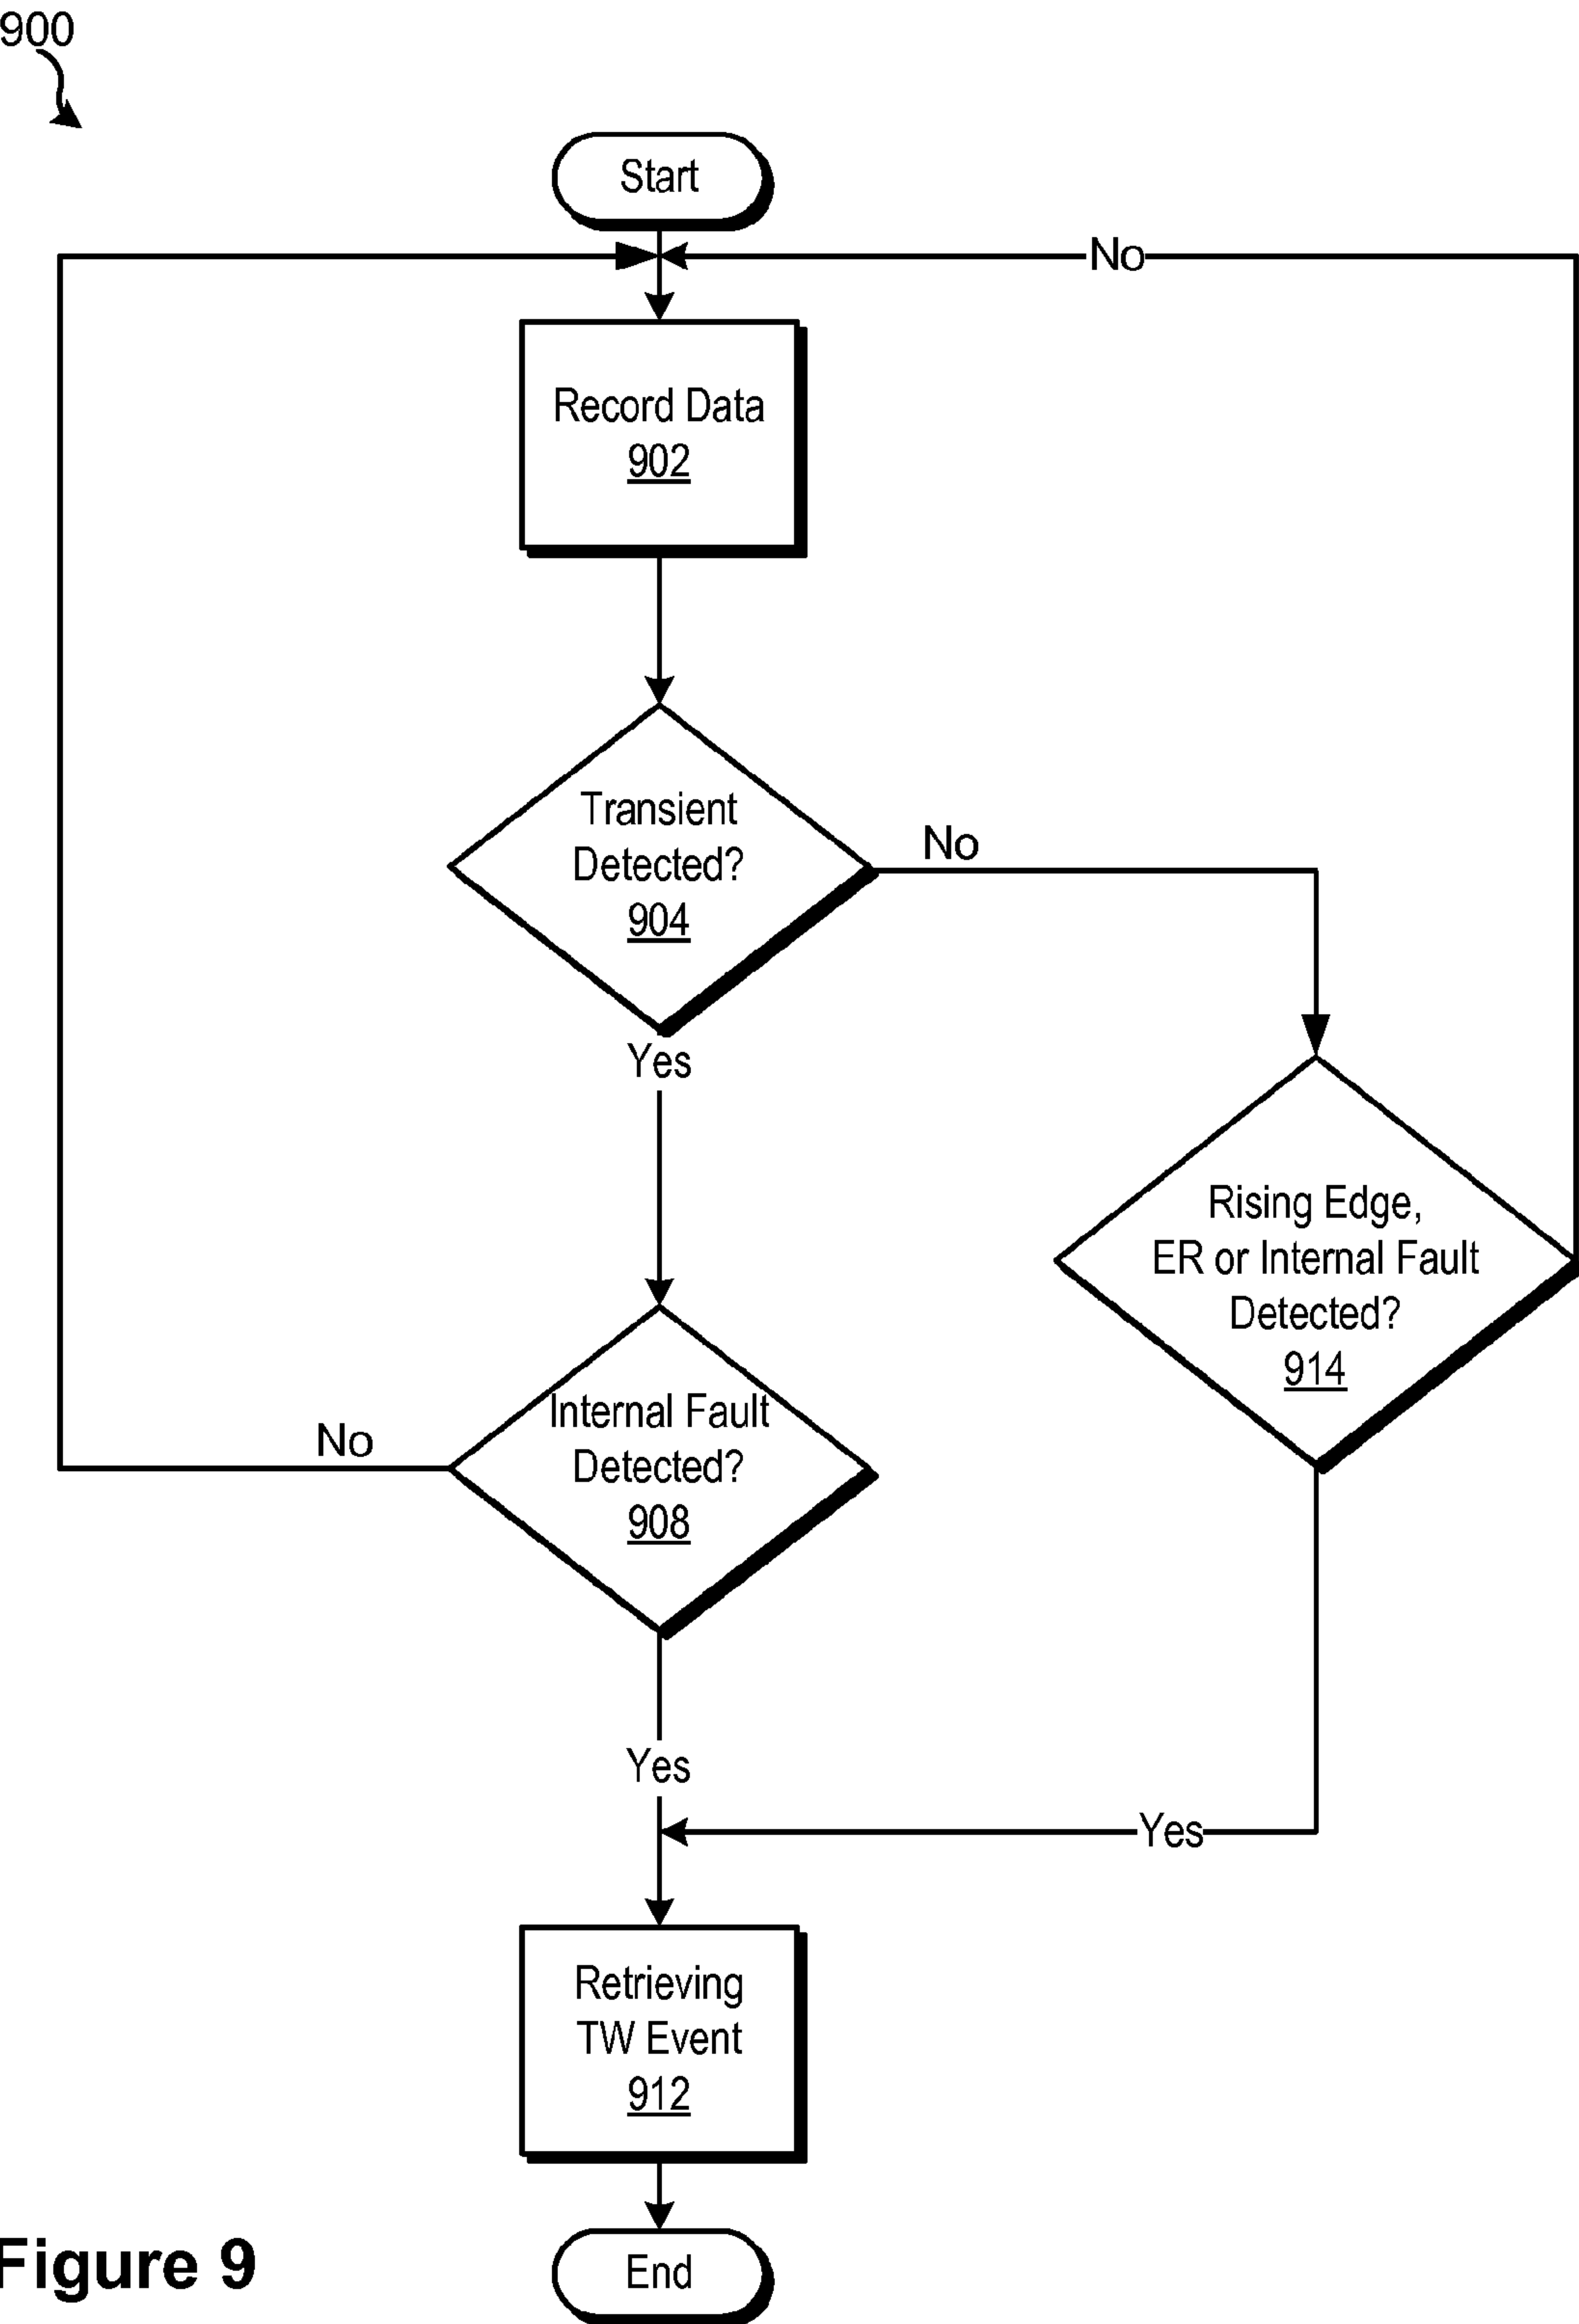 900
Start
No
Record Data
902
Transient
Detected?
904
No
Yes
Rising Edge,
ER or Internal Fault
Detected?
914
Internal Fault
Detected?
908
No
Yes
Yes
Retrieving
TW Event
912
End
Figure 9